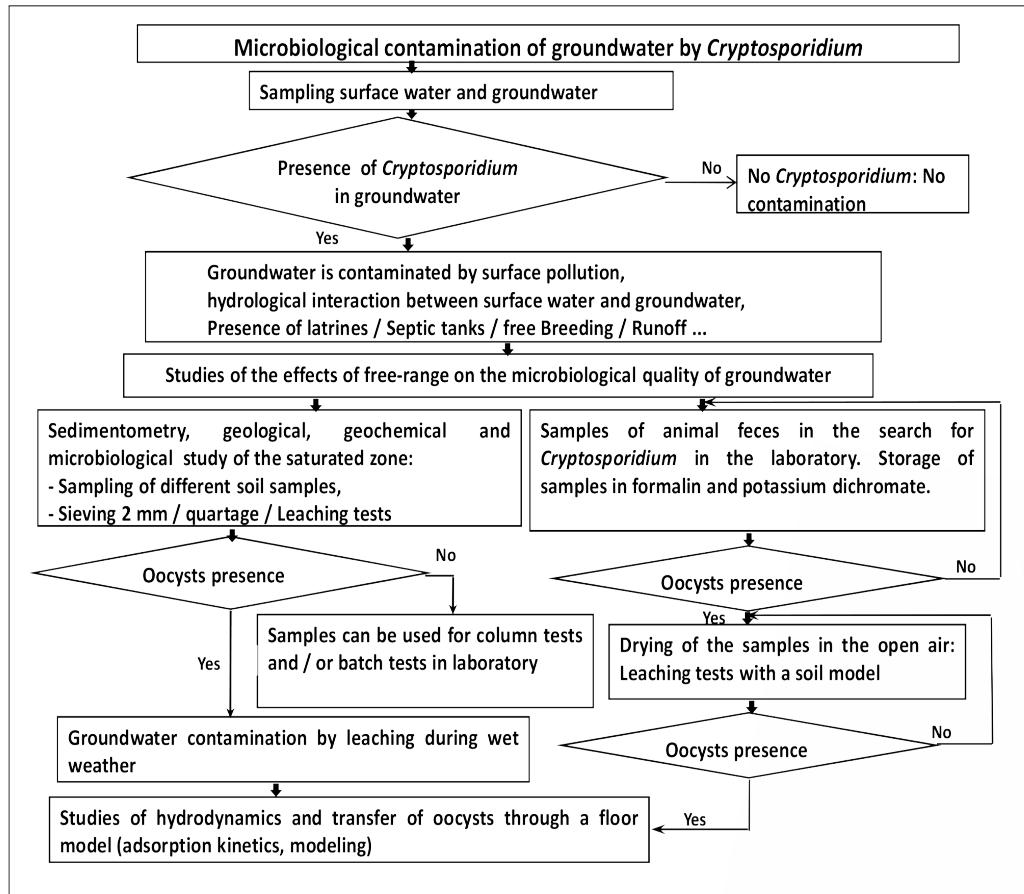 Microbiological contamination of groundwater by Cryptosporidium
Sampling surface water and groundwater
Presence of Cryptosporidium
in groundwater
No
No Cryptosporidium: No
contamination
Yes
Groundwater is contaminated by surface pollution,
hydrological interaction between surface water and groundwater,
Presence of latrines / Septic tanks / free Breeding / Runoff ...
Studies of the effects of free-range on the microbiological quality of groundwater
Sedimentometry, geological, geochemical and
microbiological study of the saturated zone:
- Sampling of different soil samples,
- Sieving 2 mm / quartage / Leaching tests
Samples of animal feces in the search for
Cryptosporidium in the laboratory. Storage of
samples in formalin and potassium dichromate.
Oocysts presence
No
Oocysts presence
No
Samples can be used for column tests
and / or batch tests in laboratory
Yes
Yes
Drying of the samples in the open air:
Leaching tests with a soil model
Groundwater contamination by leaching during wet
weather
Oocysts presence
No
Yes
Studies of hydrodynamics and transfer of oocysts through a floor
model (adsorption kinetics, modeling)